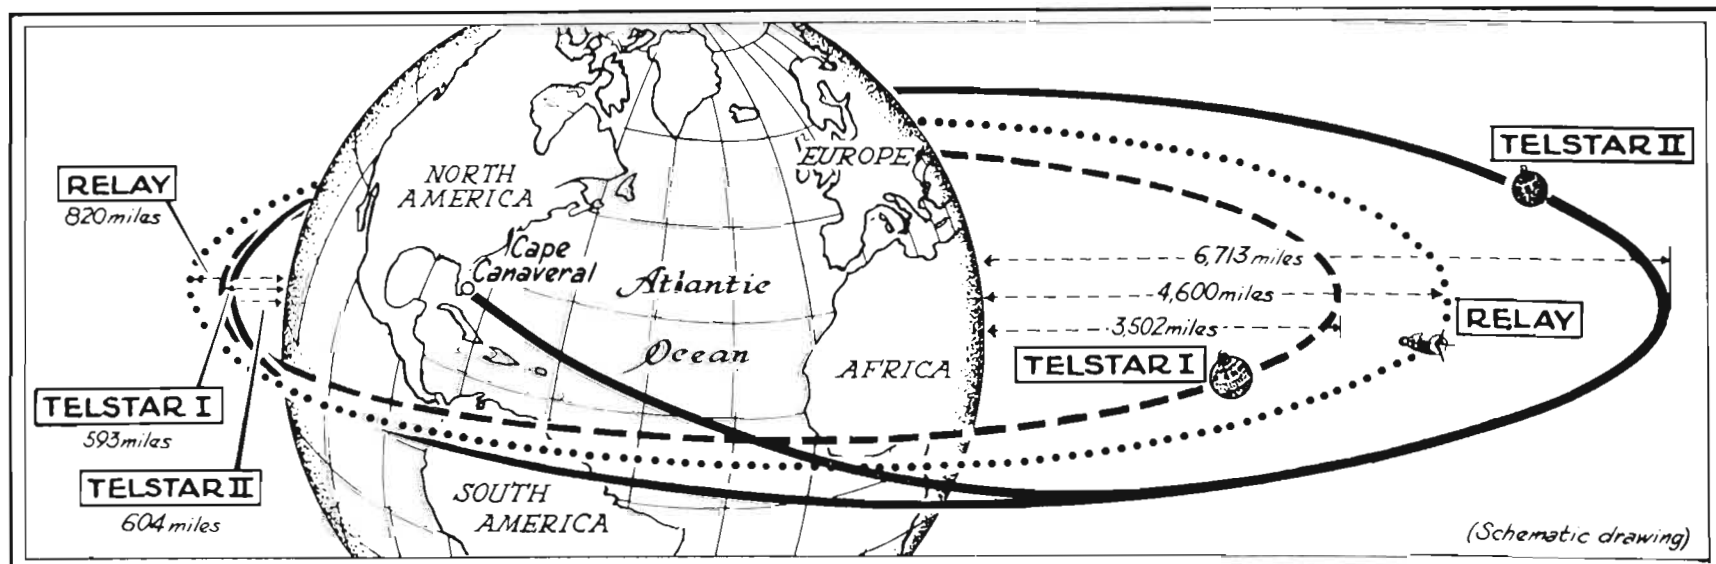 RELAY
820 miles
TELSTAR I
593 miles
TELSTAR II
604 miles
NORTH
AMERICA
Cape
Canaveral
Atlantic
Ocean
SOUTH
AMERICA
EUROPE
AFRICA
TELSTAR II
6,713 miles
4,600 miles
3,502 miles
RELAY
TELSTAR I
(Schematic drawing)